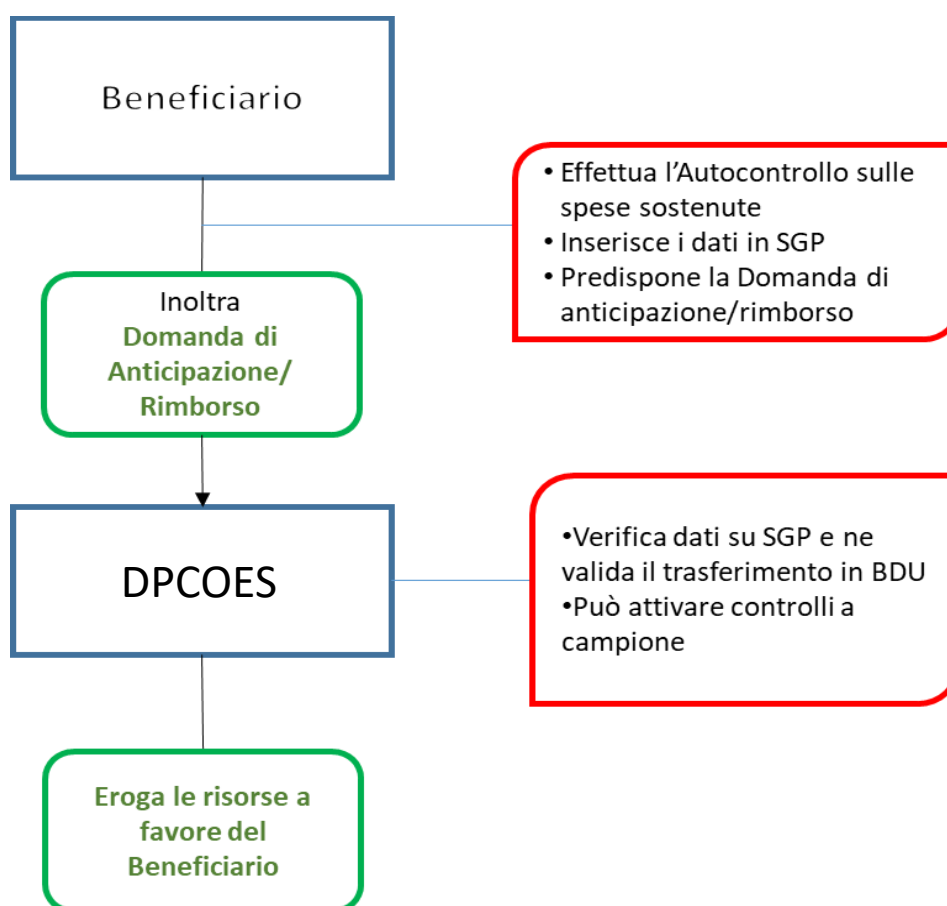 Beneficiario
• Effettua l'Autocontrollo sulle
spese sostenute
• Inserisce i dati in SGP
• Predispone la Domanda di
anticipazione/rimborso
Inoltra
Domanda di
Anticipazione/
Rimborso
DPCOES
•Verifica dati su SGP e ne
valida il trasferimento in BDU
•Può attivare controlli a
campione
Eroga le risorse a
favore del
Beneficiario